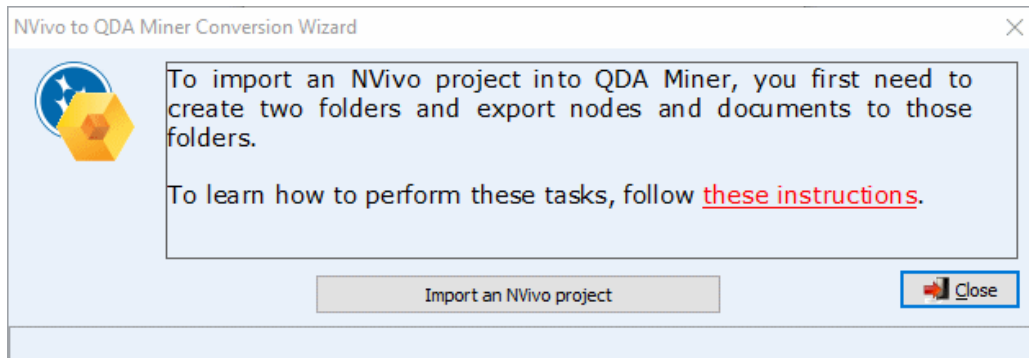 NVivo to QDA Miner Conversion Wizard
To import an NVivo project into QDA Miner, you first need to
create two folders and export nodes and documents to those
folders.
To learn how to perform these tasks, follow these instructions.
Import an NVivo project
Close